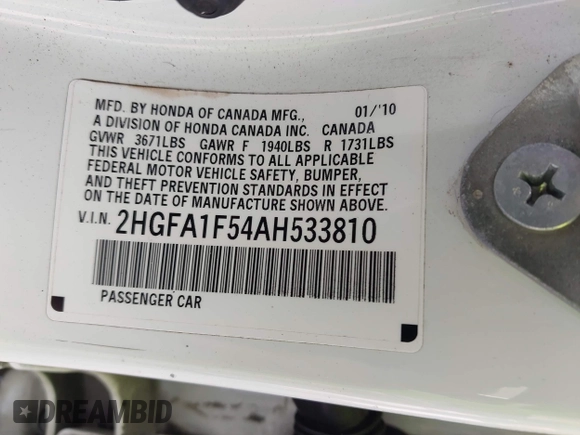 MFD. BY HONDA OF CANADA MFG., 01/'10
A DIVISION OF HONDA CANADA INC. CANADA
GVWR 3671LBS GAWR F 1940LBS R 1731LBS
THIS VEHICLE CONFORMS TO ALL APPLICABLE
FEDERAL MOTOR VEHICLE SAFETY, BUMPER,
AND THEFT PREVENTION STANDARDS IN EFFECT
ON THE DATE OF MANUFACTURE SHOWN ABOVE.
V.I.N. 2HGFA1F54AH533810
PASSENGER CAR
DREAMBID